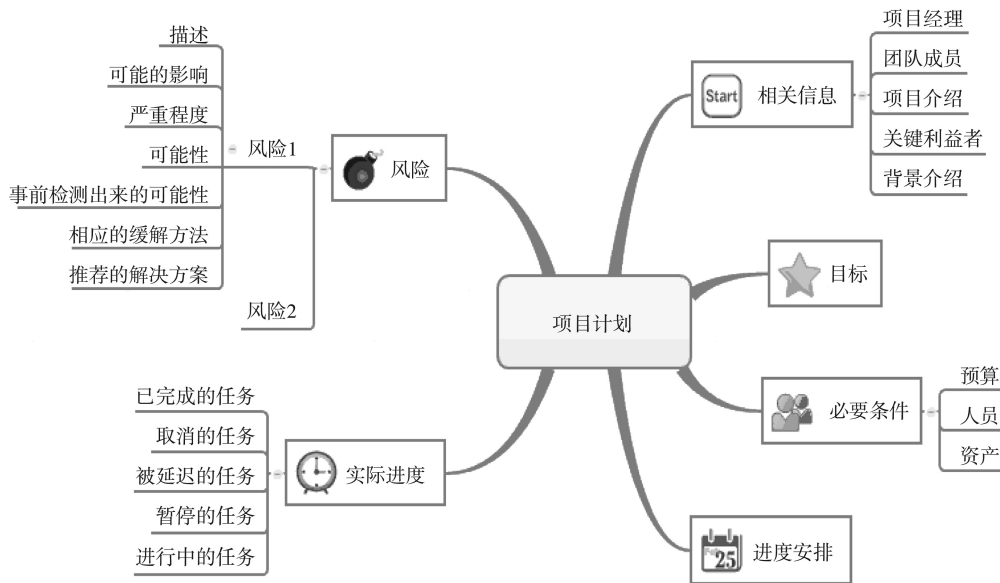 项目计划
Start
相关信息
项目经理
团队成员
项目介绍
关键利益者
背景介绍
目标
必要条件
预算
人员
资产
25
进度安排
风险
风险1
描述
可能的影响
严重程度
可能性
事前检测出来的可能性
相应的缓解方法
推荐的解决方案
风险2
实际进度
已完成的任务
取消的任务
被延迟的任务
暂停的任务
进行中的任务